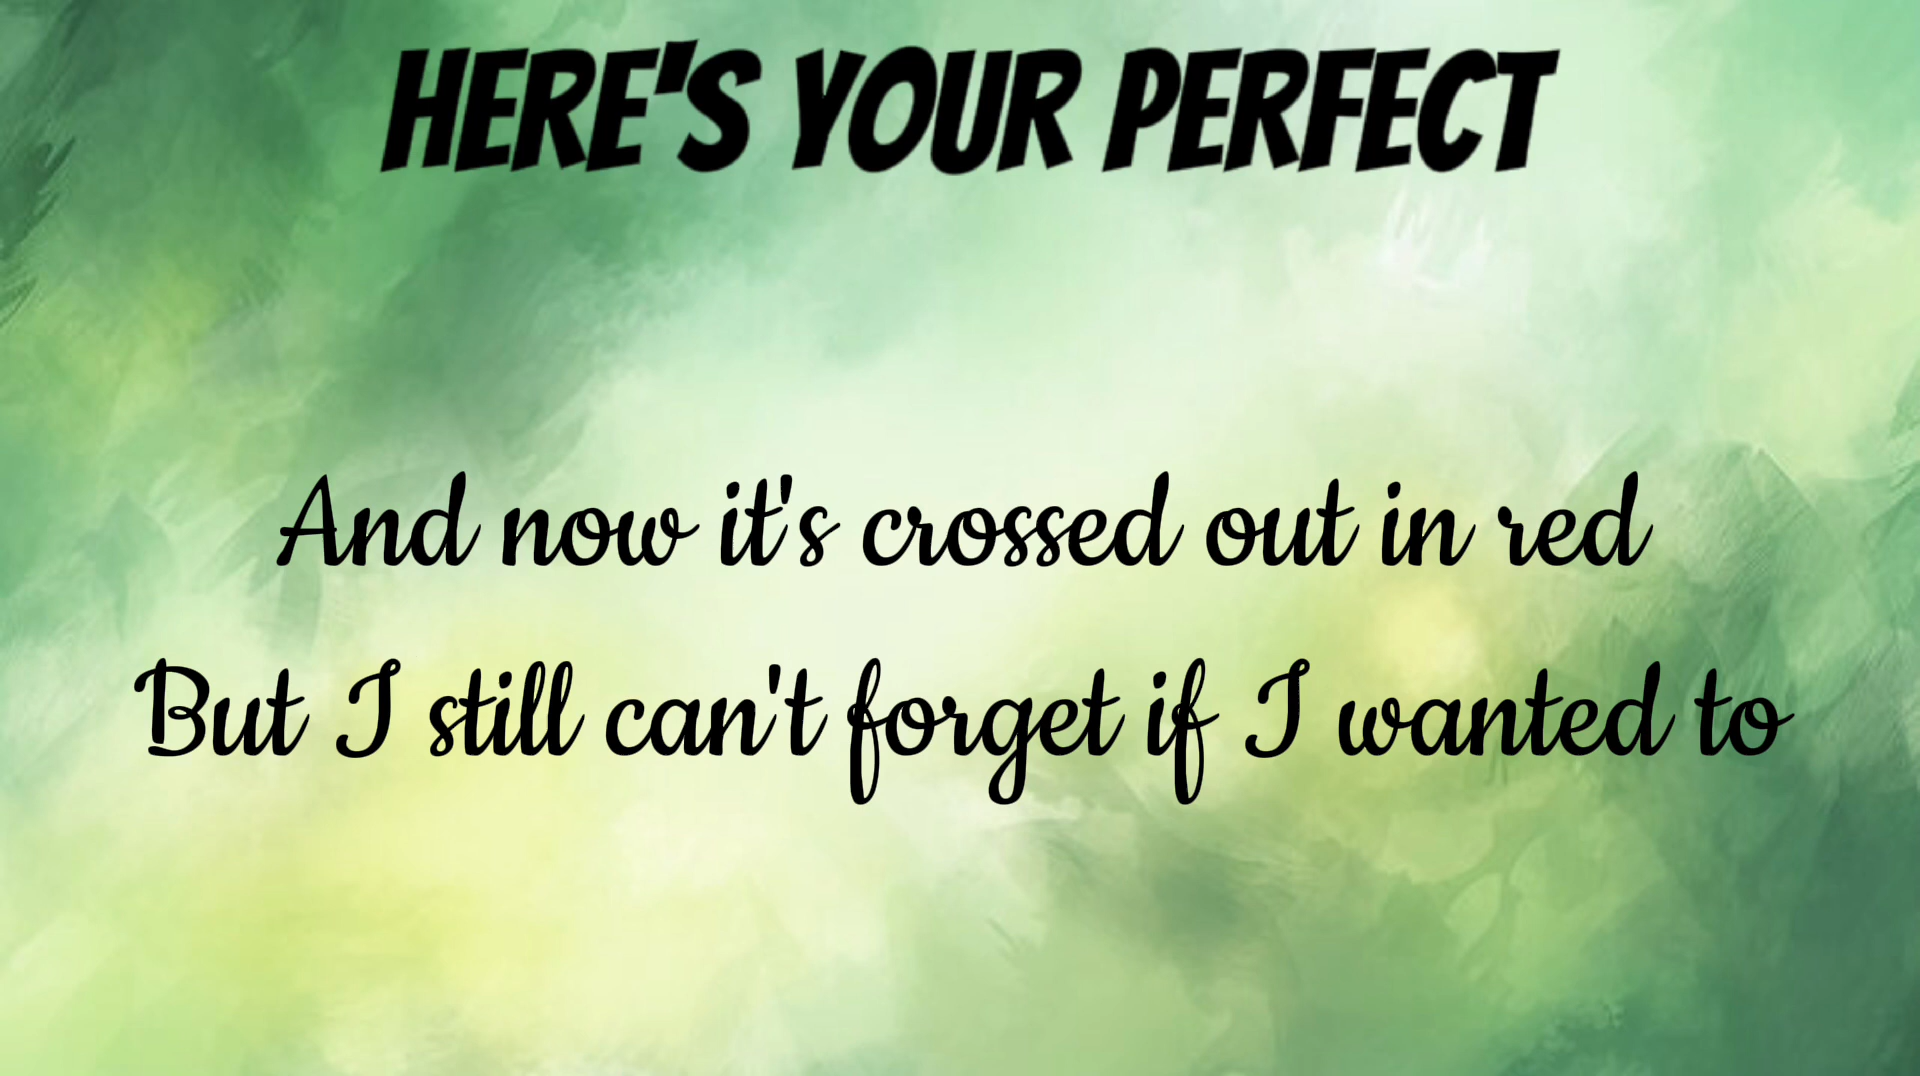 HERE'S YOUR PERFECT
And now it's crossed out in red
But I still can't forget if I wanted to